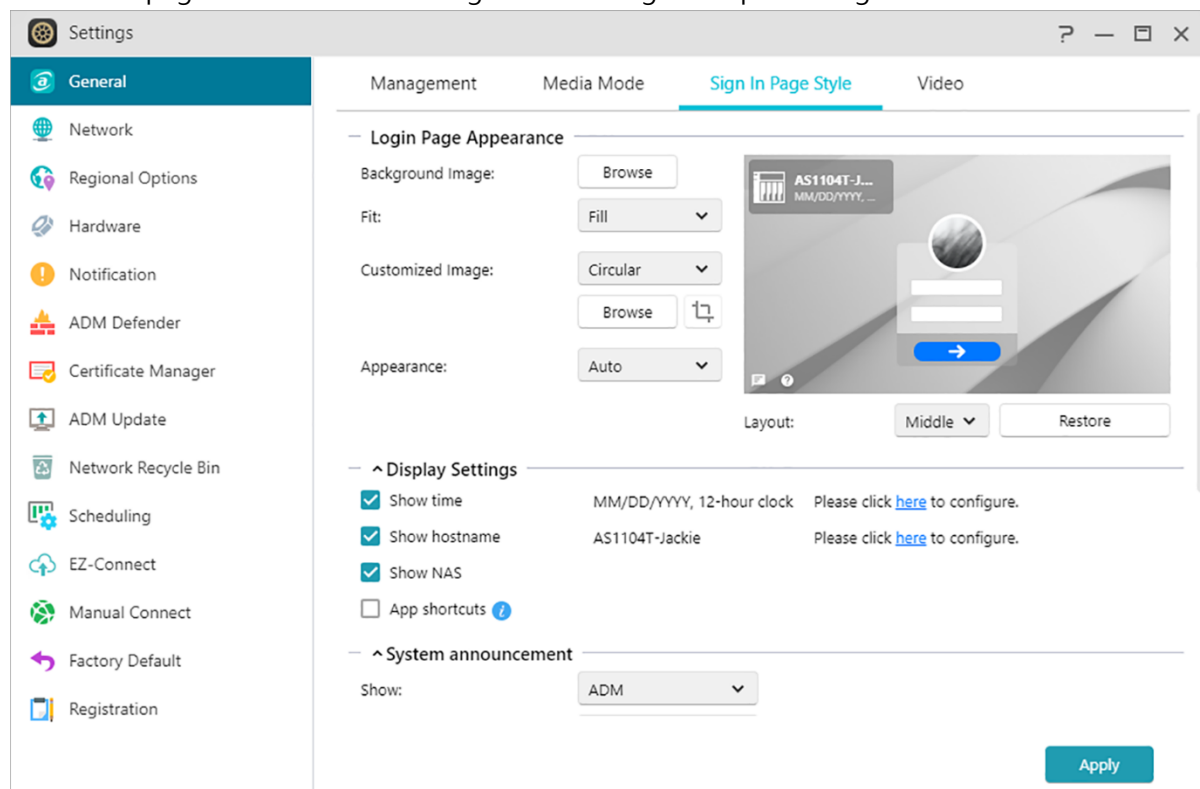 Settings
General
Network
Regional Options
Hardware
Notification
ADM Defender
Certificate Manager
ADM Update
Network Recycle Bin
Scheduling
EZ-Connect
Manual Connect
Factory Default
Registration
Management Media Mode Sign In Page Style Video
Login Page Appearance
Background Image: Browse
Fit: Fill
Customized Image: Circular
Browse
Appearance: Auto
AS1104T-J...
MM/DD/YYYY, ...
Layout: Middle Restore
Display Settings
Show time MM/DD/YYYY, 12-hour clock Please click here to configure.
Show hostname AS1104T-Jackie Please click here to configure.
Show NAS
App shortcuts
System announcement
Show: ADM
Apply